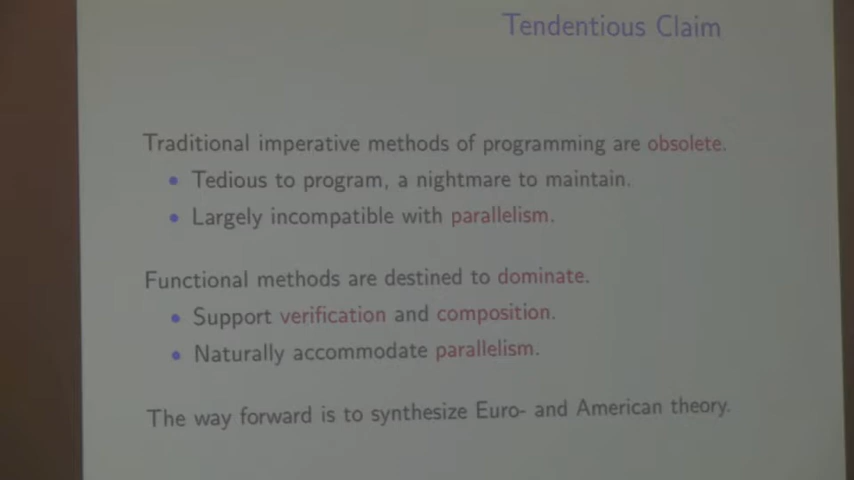 Tendentious Claim
Traditional imperative methods of programming are obsolete.
• Tedious to program, a nightmare to maintain.
• Largely incompatible with parallelism.
Functional methods are destined to dominate.
• Support verification and composition.
• Naturally accommodate parallelism.
The way forward is to synthesize Euro- and American theory.